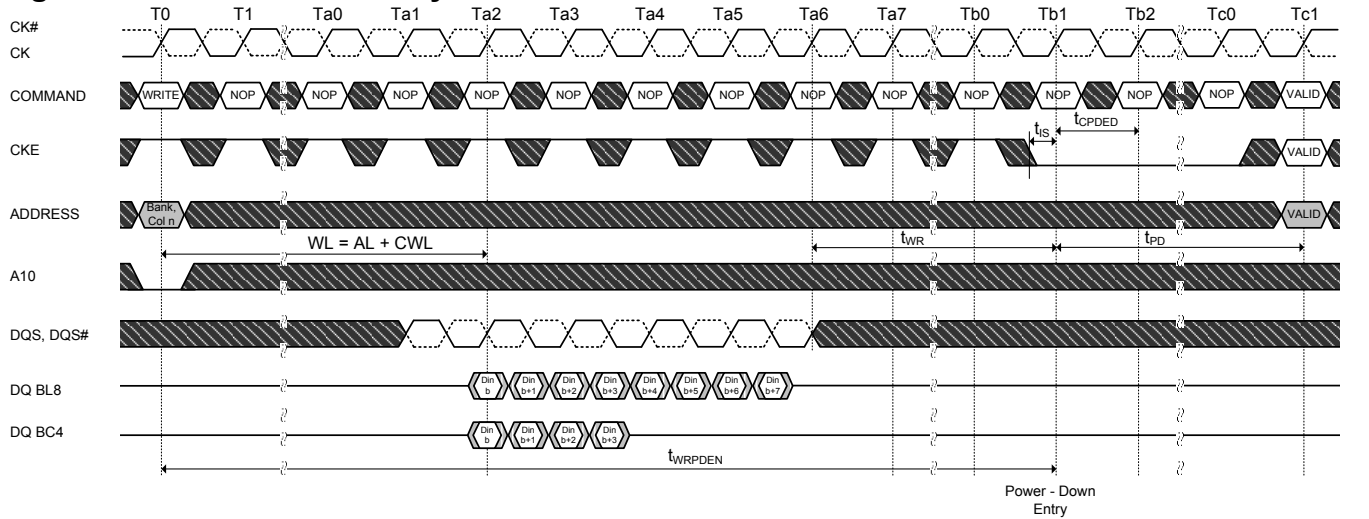 T0 T1 Ta0 Ta1 Ta2 Ta3 Ta4 Ta5 Ta6 Ta7 Tb0 Tb1 Tb2 Tc0 Tc1
CK#
CK
COMMAND WRITE NOP NOP NOP NOP NOP NOP NOP NOP NOP NOP NOP NOP NOP VALID
tIS tCPDED
CKE VALID
ADDRESS Bank, Col n VALID
WL = AL + CWL tWR tPD
A10
DQS, DQS#
DQ BL8 Din b Din b+1 Din b+2 Din b+3 Din b+4 Din b+5 Din b+6 Din b+7
DQ BC4 Din b Din b+1 Din b+2 Din b+3
tWRPDEN
Power - Down
Entry